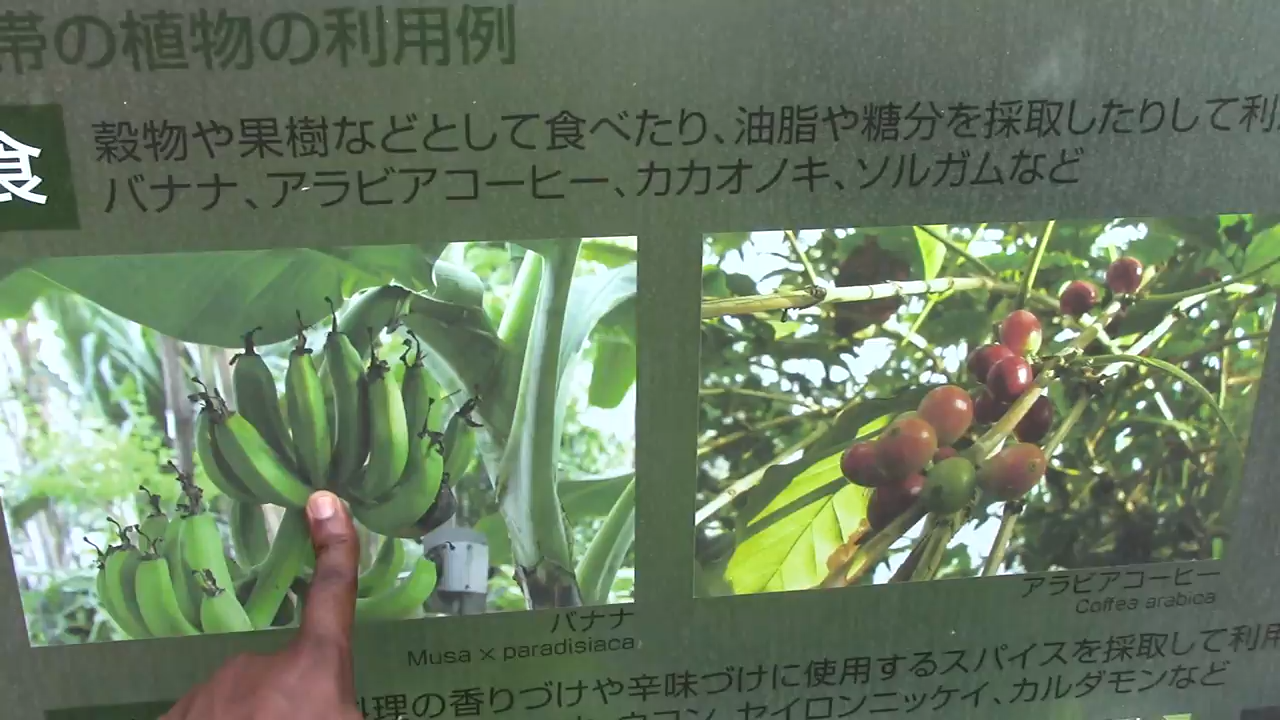 帯の植物の利用例
食
穀物や果樹などとして食べたり、油脂や糖分を採取したりして利
バナナ、アラビアコーヒー、カカオノキ、ソルガムなど
バナナ
Musa × paradisiaca
アラビアコーヒー
Coffea arabica
理の香りづけや辛味づけに使用するスパイスを採取して利用
ウコン、セイロンニッケイ、カルダモンなど